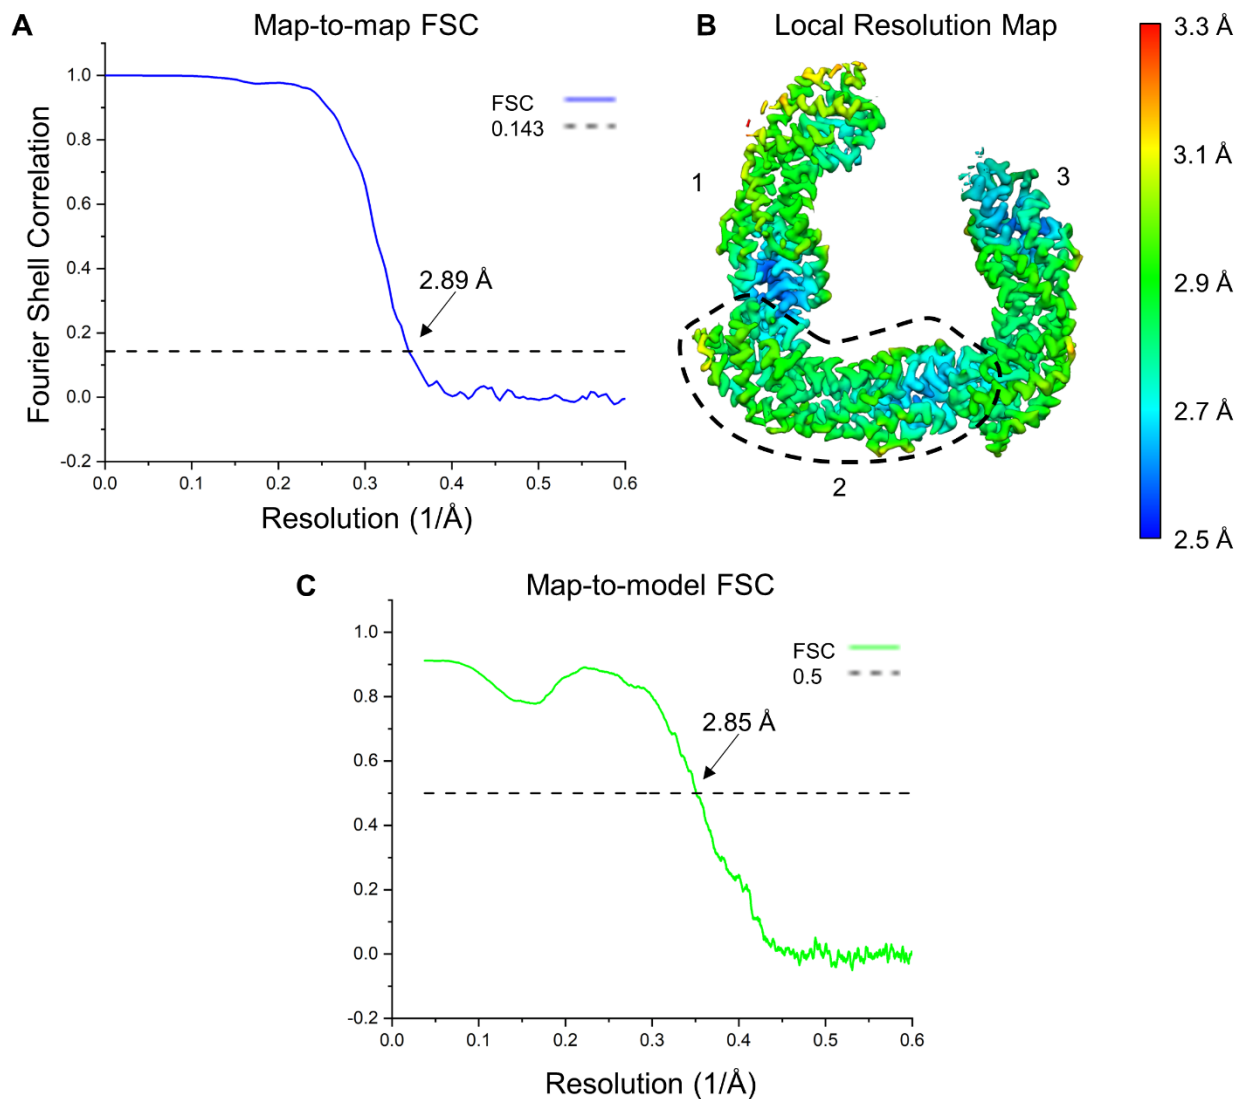 A
Map-to-map FSC
Fourier Shell Correlation
1.0
0.8
0.6
0.4
0.2
0.0
-0.2
FSC
0.143
2.89 Å
0.0
0.1
0.2
0.3
0.4
0.5
0.6
Resolution (1/Å)
B
Local Resolution Map
1
3
2
3.3 Å
3.1 Å
2.9 Å
2.7 Å
2.5 Å
C
Map-to-model FSC
1.0
0.8
0.6
0.4
0.2
0.0
-0.2
FSC
0.5
2.85 Å
0.0
0.1
0.2
0.3
0.4
0.5
0.6
Resolution (1/Å)